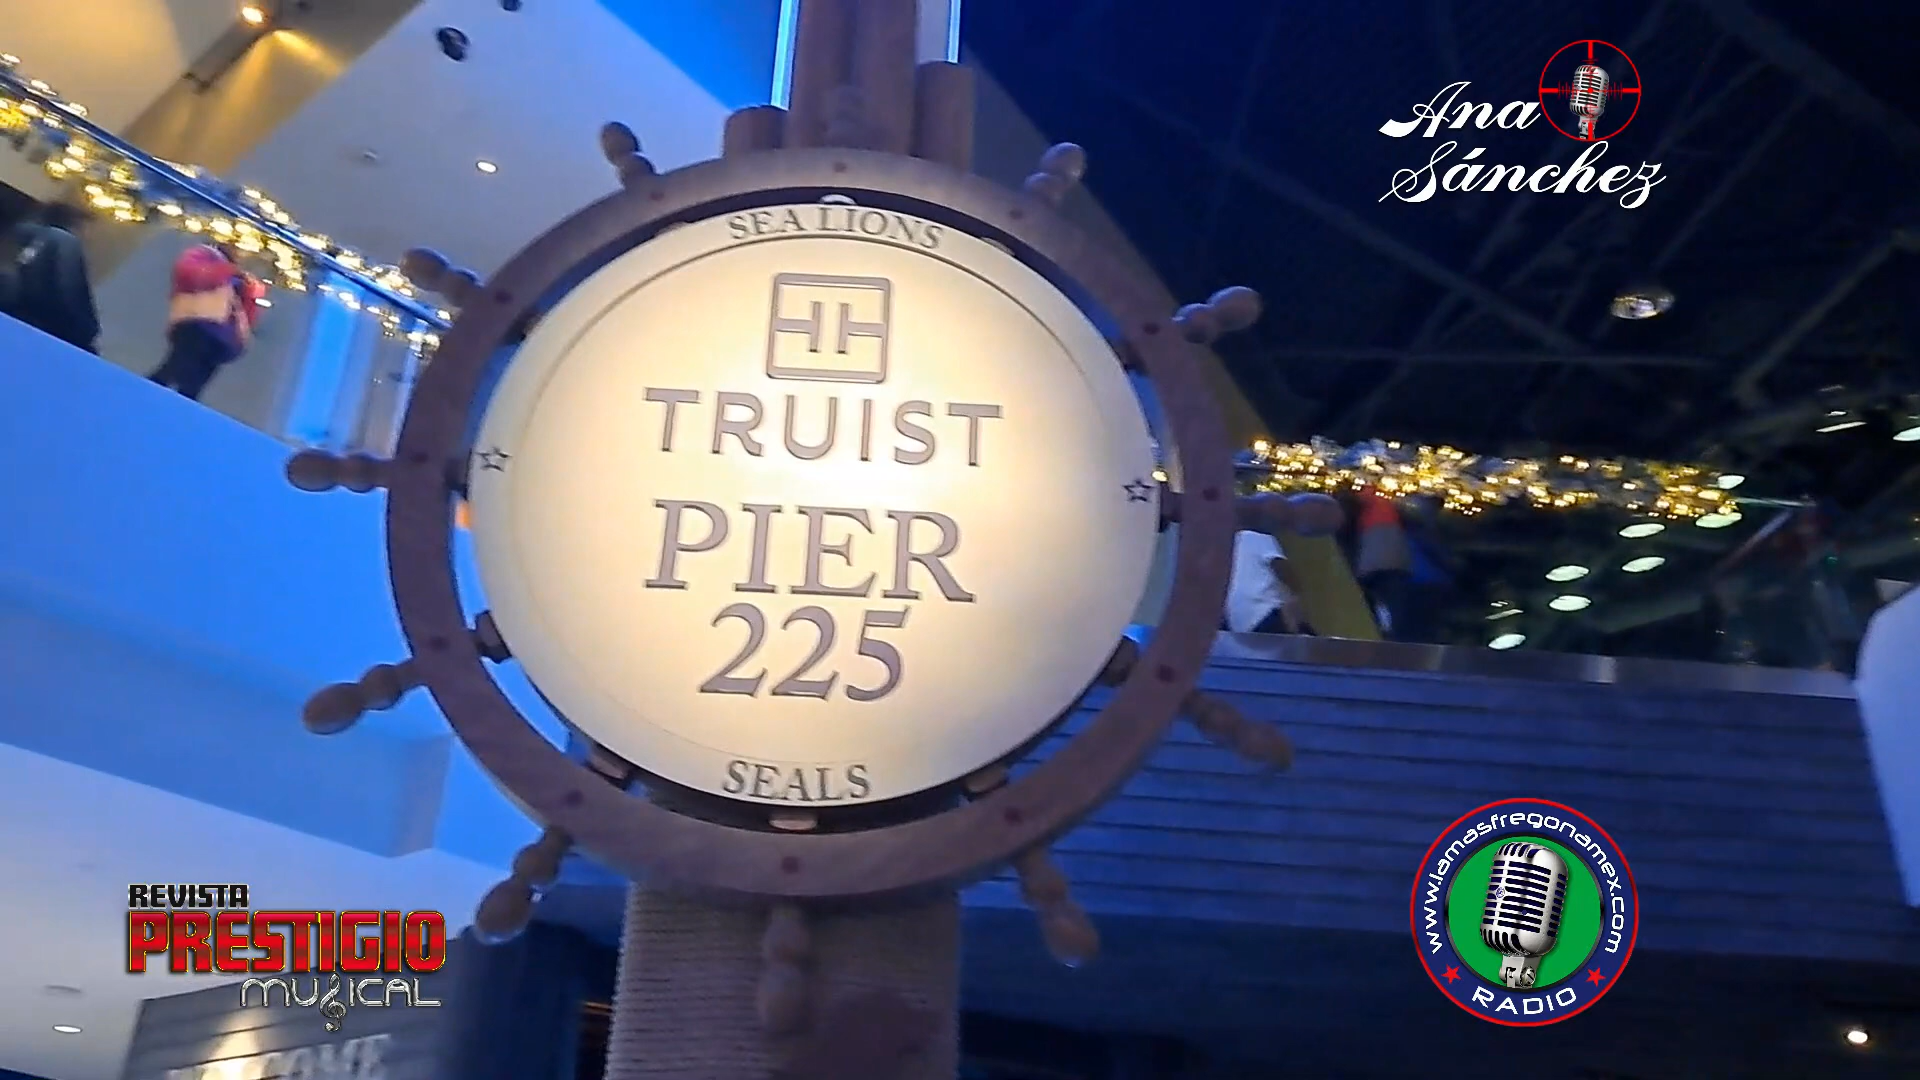 Ana
Sánchez
SEA LIONS
TRUIST
PIER
225
SEALS
REVISTA
PRESTIGIO
MUSICAL
www.lamasfregonamex.com
RADIO